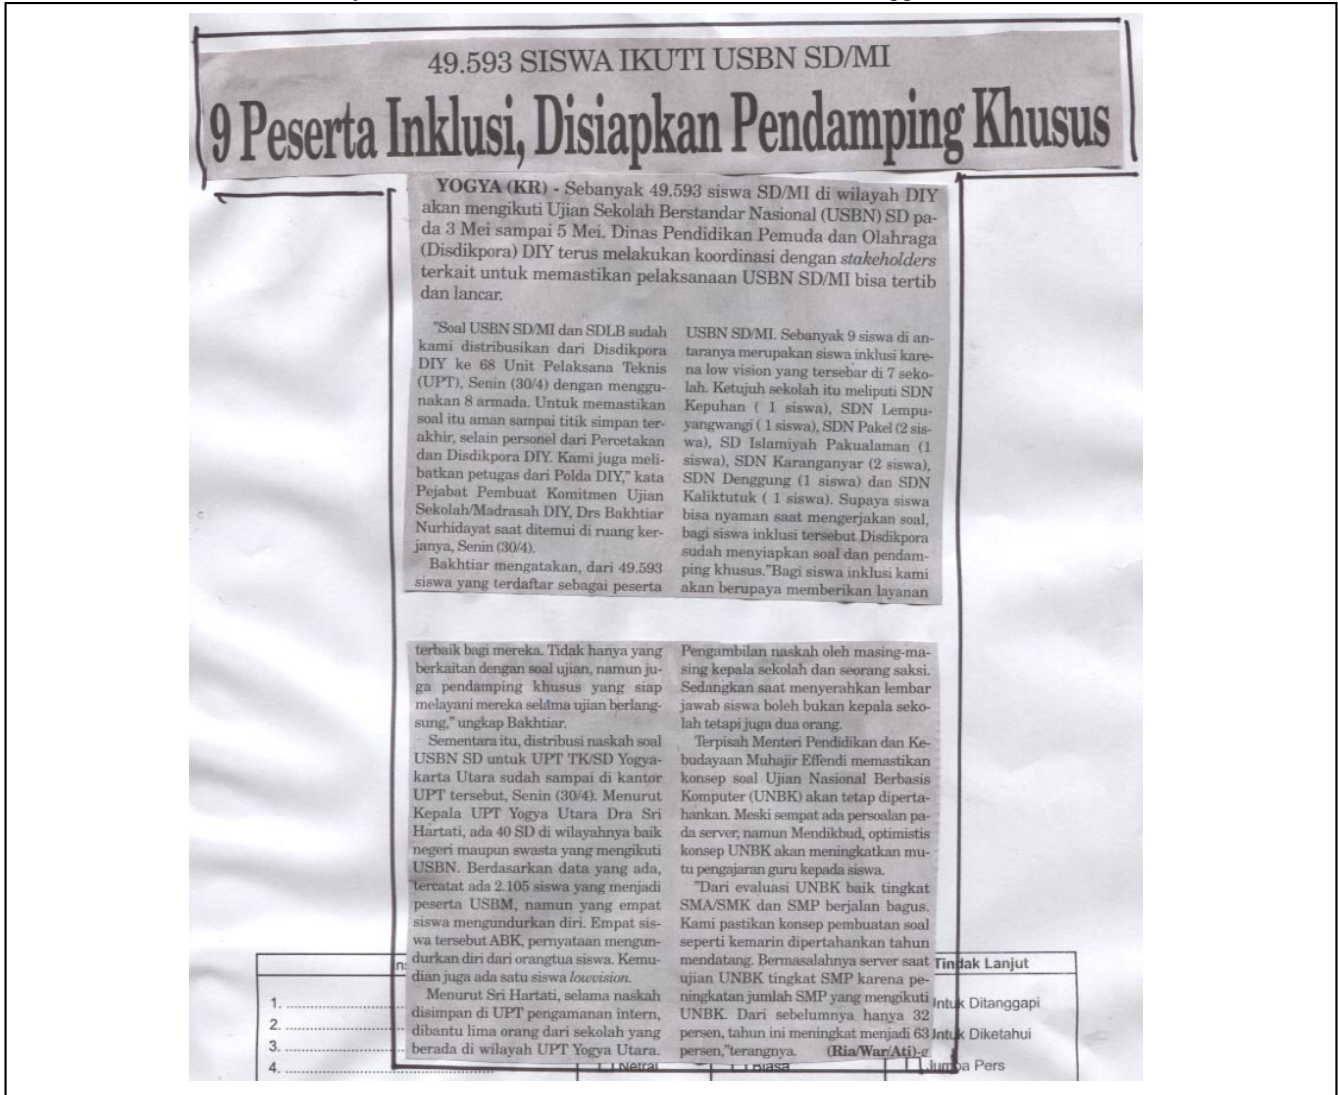 49.593 SISWA IKUTI USBN SD/MI
9 Peserta Inklusi, Disiapkan Pendamping Khusus
YOGYA (KR) - Sebanyak 49.593 siswa SD/MI di wilayah DIY
akan mengikuti Ujian Sekolah Berstandar Nasional (USBN) SD pa-
da 3 Mei sampai 5 Mei. Dinas Pendidikan Pemuda dan Olahraga
(Disdikpora) DIY terus melakukan koordinasi dengan stakeholders
terkait untuk memastikan pelaksanaan USBN SD/MI bisa tertib
dan lancar.
"Soal USBN SD/MI dan SDLB sudah
kami distribusikan dari Disdikpora
DIY ke 68 Unit Pelaksana Teknis
(UPT), Senin (30/4) dengan menggu-
nakan 8 armada. Untuk memastikan
soal itu aman sampai titik simpan ter-
akhir, selain personel dari Percetakan
dan Disdikpora DIY. Kami juga meli-
batkan petugas dari Polda DIY," kata
Pejabat Pembuat Komitmen Ujian
Sekolah/Madrasah DIY, Drs Bakhtiar
Nurhidayat saat ditemui di ruang ker-
janya, Senin (30/4).
Bakhtiar mengatakan, dari 49.593
siswa yang terdaftar sebagai peserta
USBN SD/MI. Sebanyak 9 siswa di an-
taranya merupakan siswa inklusi kare-
na low vision yang tersebar di 7 seko-
lah. Ketujuh sekolah itu meliputi SDN
Kepuhan ( 1 siswa), SDN Lempu-
yangwangi ( 1 siswa), SDN Pakel (2 sis-
wa), SD Islamiyah Pakualaman (1
siswa), SDN Karanganyar (2 siswa),
SDN Denggung (1 siswa) dan SDN
Kaliktutuk ( 1 siswa). Supaya siswa
bisa nyaman saat mengerjakan soal,
bagi siswa inklusi tersebut Disdikpora
sudah menyiapkan soal dan pendam-
ping khusus."Bagi siswa inklusi kami
akan berupaya memberikan layanan
terbaik bagi mereka. Tidak hanya yang
berkaitan dengan soal ujian, namun ju-
ga pendamping khusus yang siap
melayani mereka selama ujian berlang-
sung," ungkap Bakhtiar.
Sementara itu, distribusi naskah soal
USBN SD untuk UPT TK/SD Yogya-
karta Utara sudah sampai di kantor
UPT tersebut, Senin (30/4). Menurut
Kepala UPT Yogya Utara Dra Sri
Hartati, ada 40 SD di wilayahnya baik
negeri maupun swasta yang mengikuti
USBN. Berdasarkan data yang ada,
tercatat ada 2.105 siswa yang menjadi
peserta USBM, namun yang empat
siswa mengundurkan diri. Empat sis-
wa tersebut ABK, pernyataan mengun-
durkan diri dari orangtua siswa. Kemu-
dian juga ada satu siswa lowvision.
Menurut Sri Hartati, selama naskah
disimpan di UPT pengamanan intern,
dibantu lima orang dari sekolah yang
berada di wilayah UPT Yogya Utara.
Pengambilan naskah oleh masing-ma-
sing kepala sekolah dan seorang saksi.
Sedangkan saat menyerahkan lembar
jawab siswa boleh bukan kepala seko-
lah tetapi juga dua orang.
Terpisah Menteri Pendidikan dan Ke-
budayaan Muhajir Effendi memastikan
konsep soal Ujian Nasional Berbasis
Komputer (UNBK) akan tetap diperta-
hankan. Meski sempat ada persoalan pa-
da server, namun Mendikbud, optimistis
konsep UNBK akan meningkatkan mu-
tu pengajaran guru kepada siswa.
"Dari evaluasi UNBK baik tingkat
SMA/SMK dan SMP berjalan bagus.
Kami pastikan konsep pembuatan soal
seperti kemarin dipertahankan tahun
mendatang. Bermasalahnya server saat
ujian UNBK tingkat SMP karena pe-
ningkatan jumlah SMP yang mengikuti
UNBK. Dari sebelumnya hanya 32
persen, tahun ini meningkat menjadi 63
persen,"terangnya. (Ria/War/Ati)-g
Tindak Lanjut
1.
2.
3.
4.
Untuk Ditanggapi
Untuk Diketahui
Jumpa Pers
Netral
Biasa